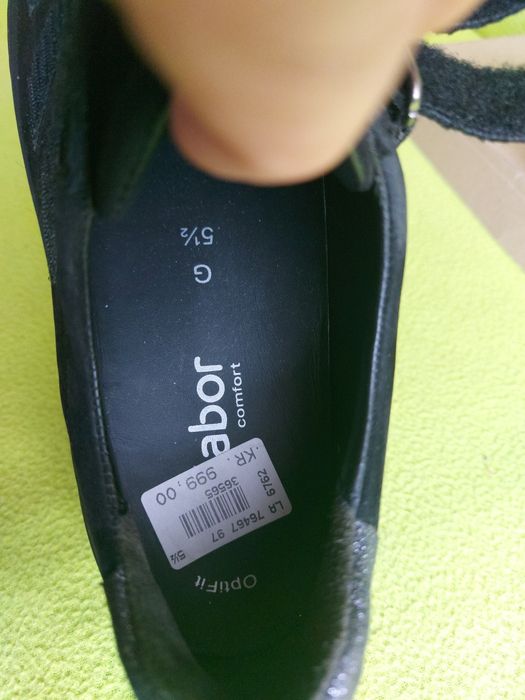 5½
G
abor
comfort
KR. 999,00
36565
6762
LA 76467 97
5½
OptiFit